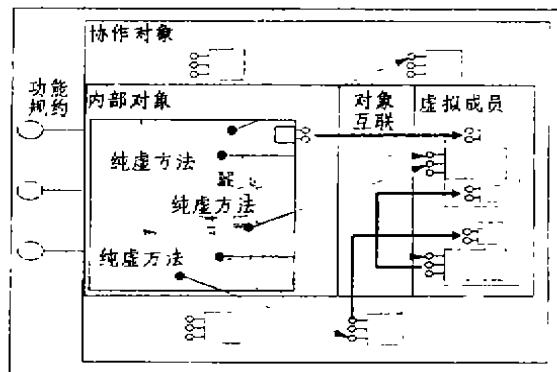 协作对象
功能
规约
内部对象
对象
互联
虚拟成员
纯虚方法
纯虚方法
纯虚方法